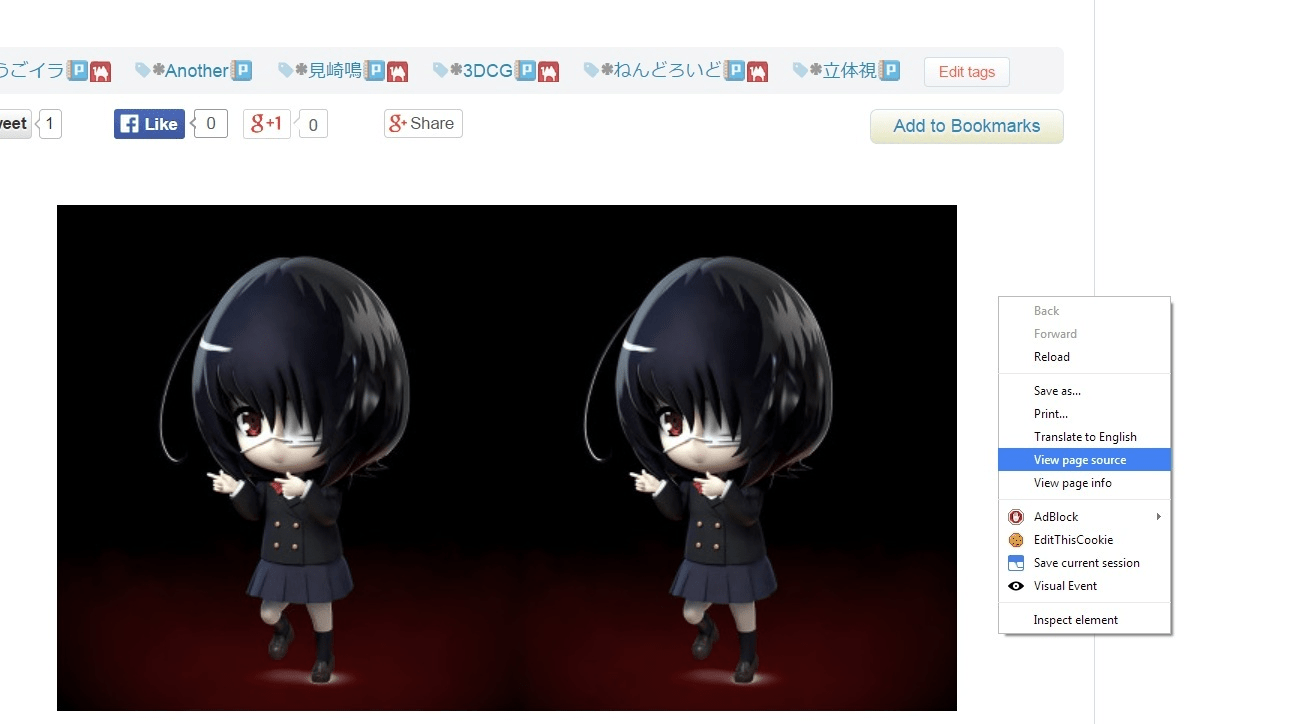 うごイラ *Another *見崎鳴 *3DCG *ねんどろいど *立体視 Edit tags
weet 1 Like 0 g+1 0 g+ Share Add to Bookmarks
Back
Forward
Reload
Save as...
Print...
Translate to English
View page source
View page info
AdBlock
EditThisCookie
Save current session
Visual Event
Inspect element